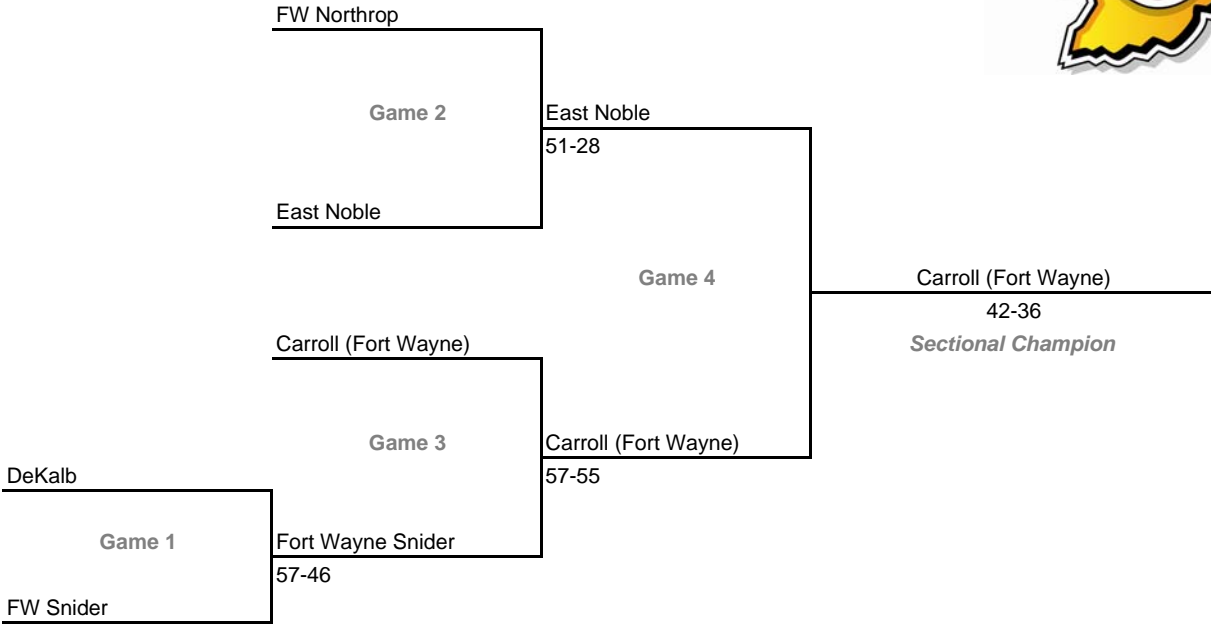 FW Northrop
Game 2
East Noble
51-28
East Noble
Game 4
Carroll (Fort Wayne)
42-36
Sectional Champion
Carroll (Fort Wayne)
Game 3
Carroll (Fort Wayne)
57-55
DeKalb
Game 1
Fort Wayne Snider
57-46
FW Snider